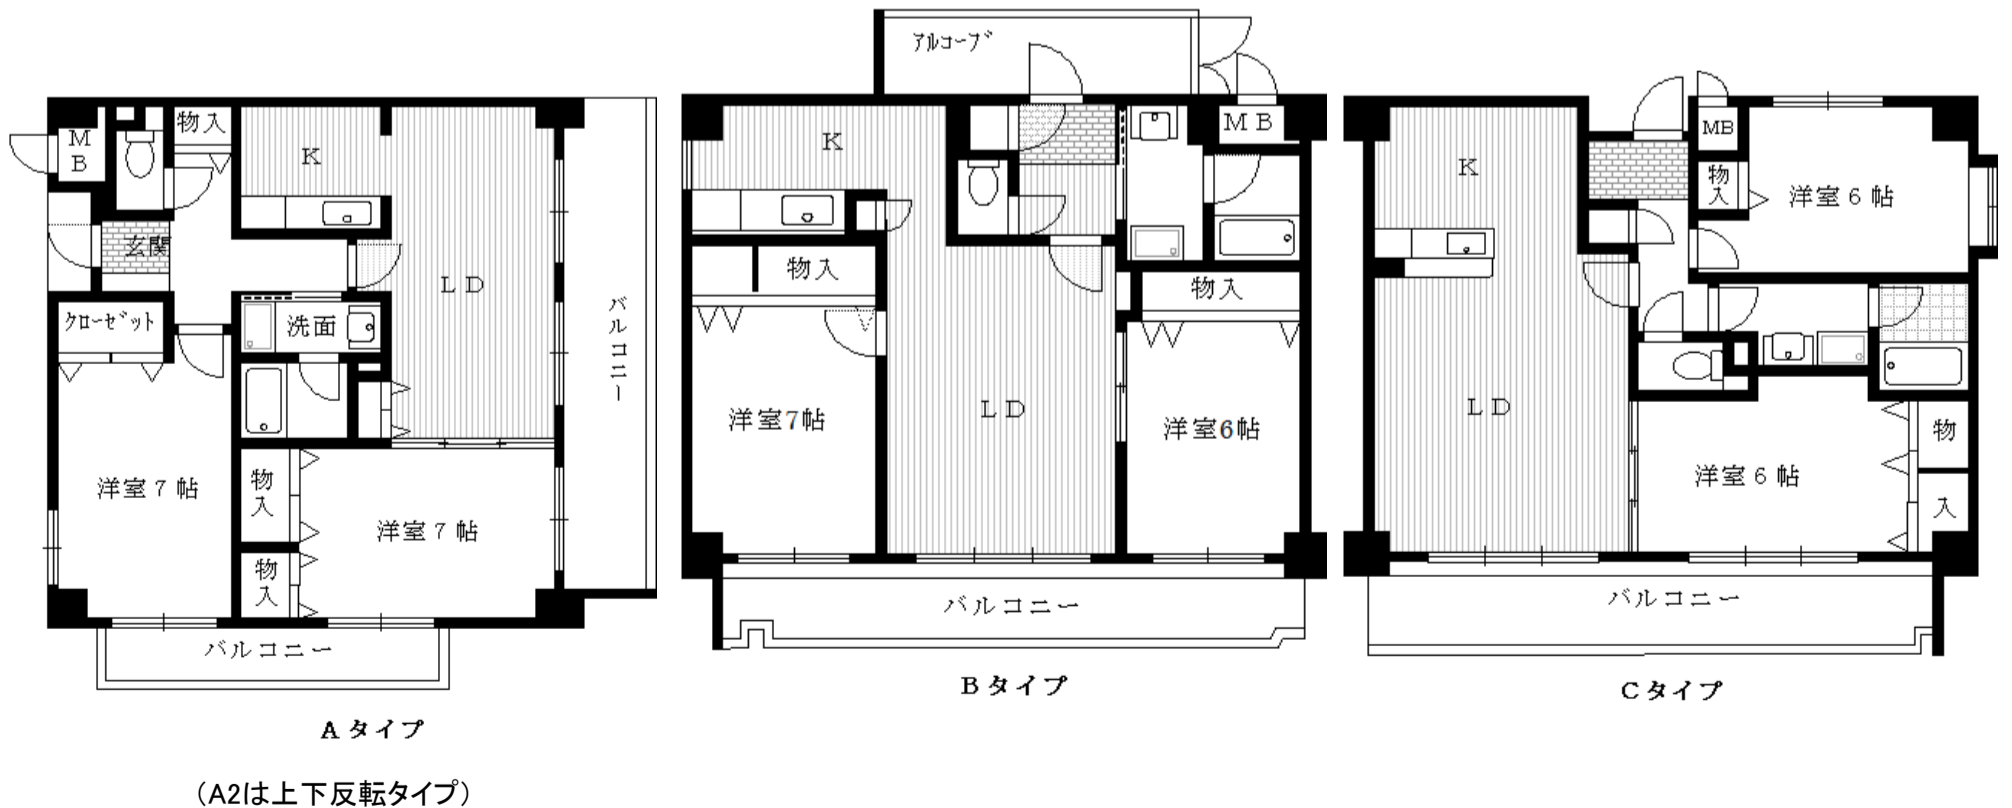 MB
物入
K
玄関
LD
クローゼット
洗面
バルコニー
洋室7帖
物入
洋室7帖
物入
バルコニー
Aタイプ
（A2は上下反転タイプ）
アルコーブ
K
MB
物入
物入
LD
洋室7帖
洋室6帖
バルコニー
Bタイプ
K
MB
物入
洋室6帖
LD
洋室6帖
物入
バルコニー
Cタイプ